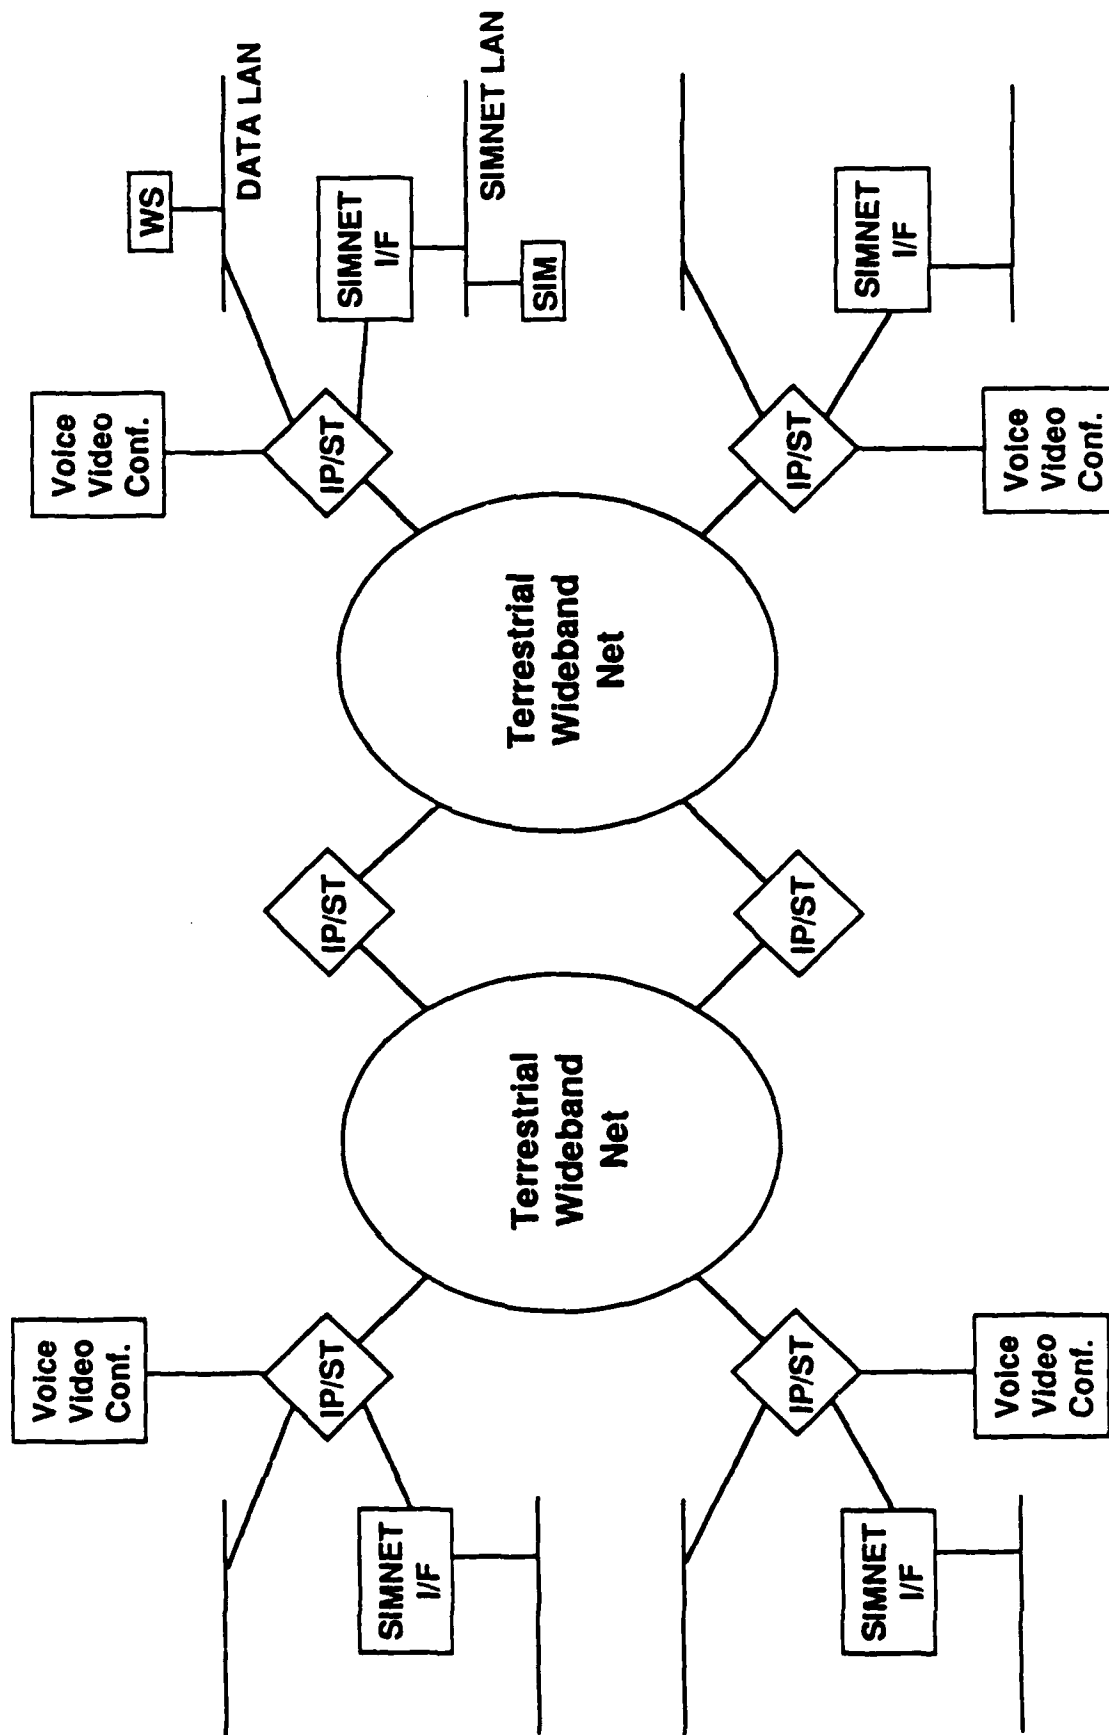 Voice
Video
Conf.
Voice
Video
Conf.
WS
DATA LAN
IP/ST
IP/ST
IP/ST
SIMNET
I/F
SIMNET
I/F
SIMNET LAN
SIM
Terrestrial
Wideband
Net
Terrestrial
Wideband
Net
IP/ST
IP/ST
IP/ST
SIMNET
I/F
SIMNET
I/F
Voice
Video
Conf.
Voice
Video
Conf.